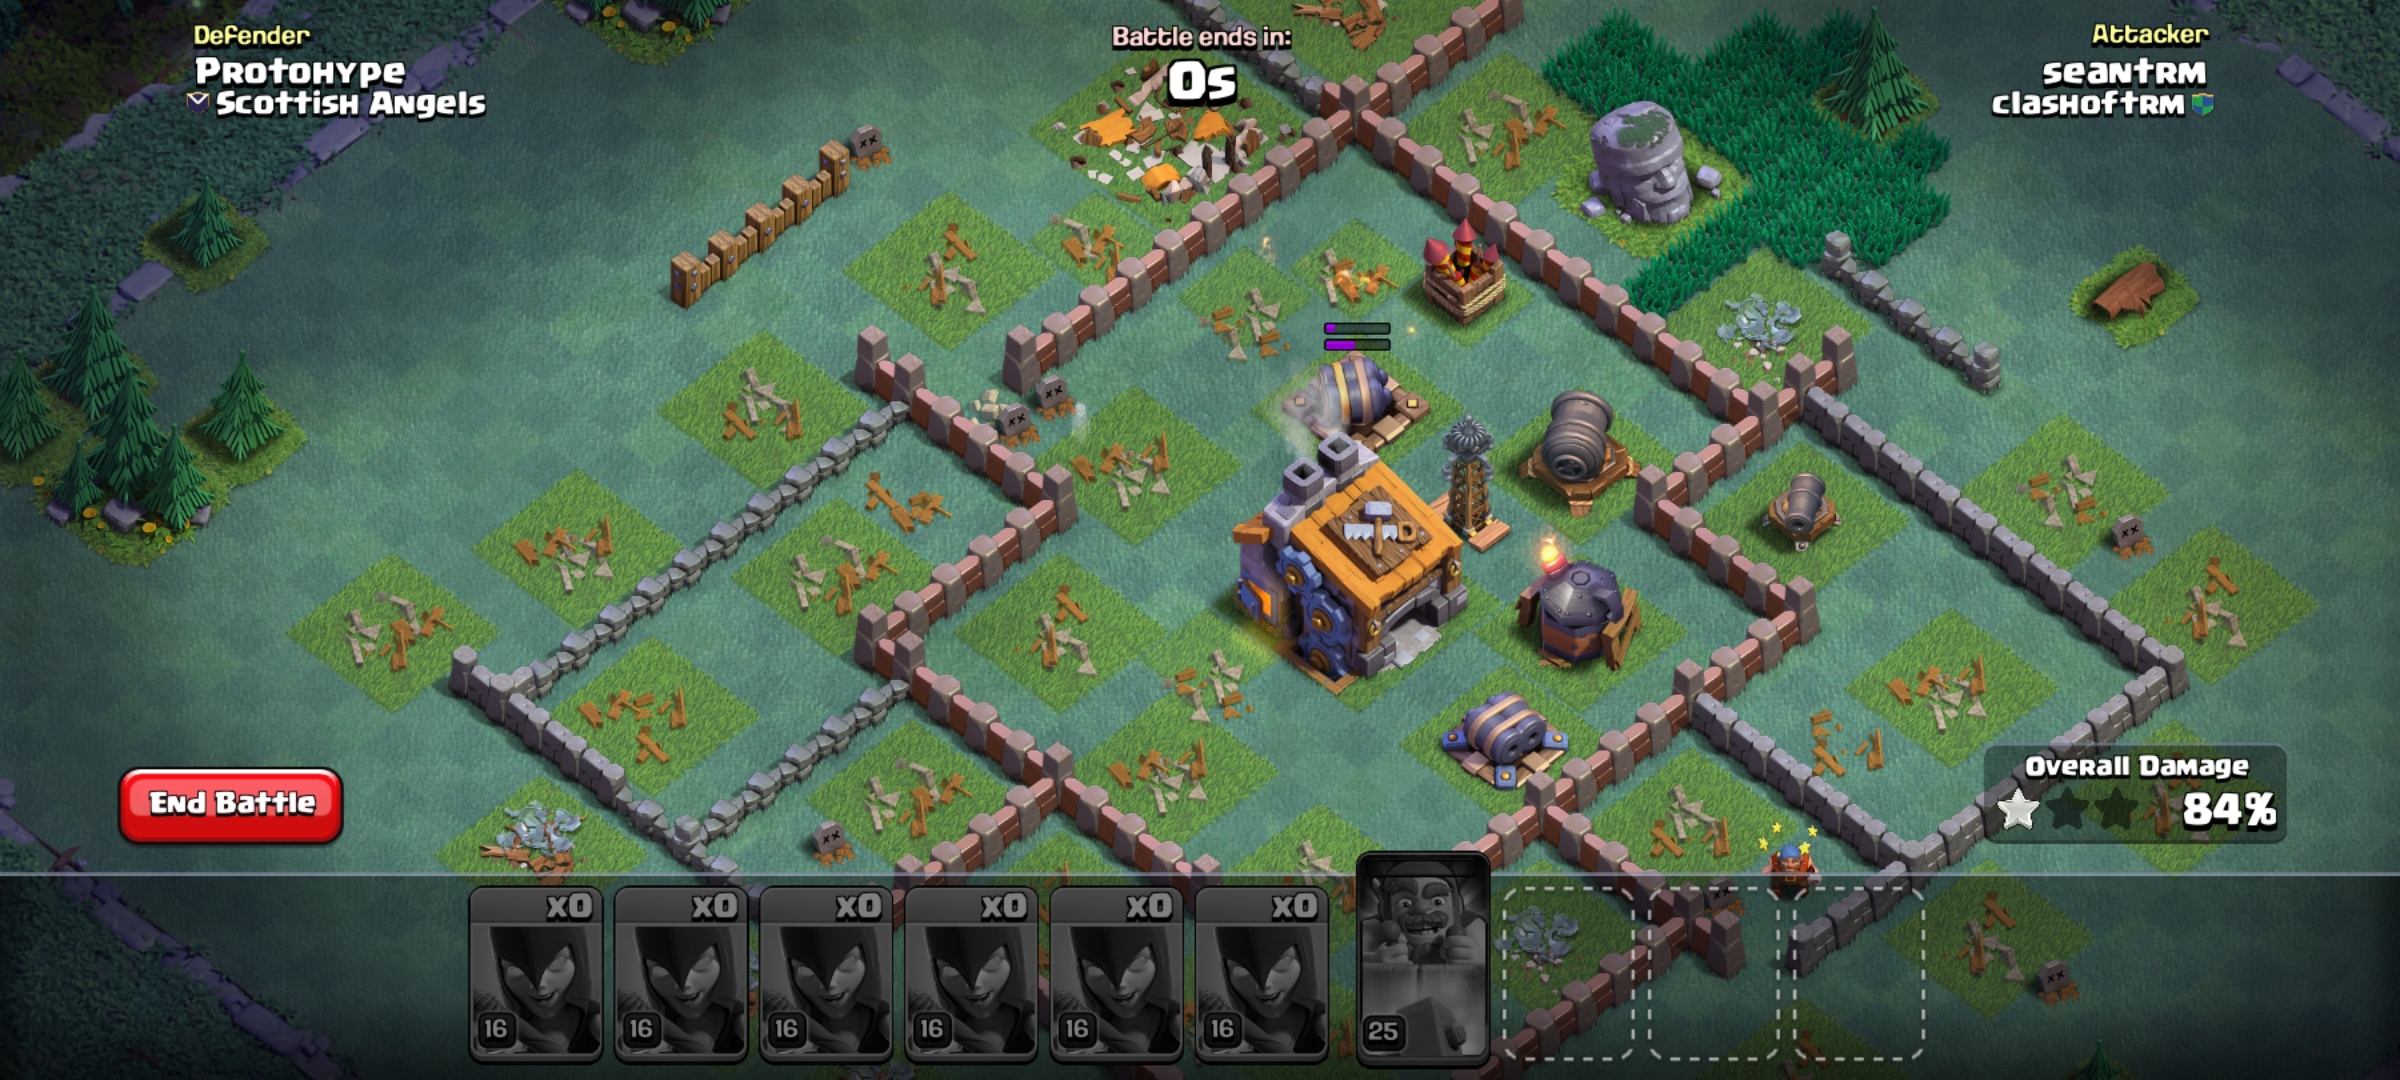 Defender
Protohype
Scottish Angels
Battle ends in:
0s
Attacker
seantrm
clashoftrm
End Battle
Overall Damage
84%
x0
x0
x0
x0
x0
x0
16
16
16
16
16
16
25